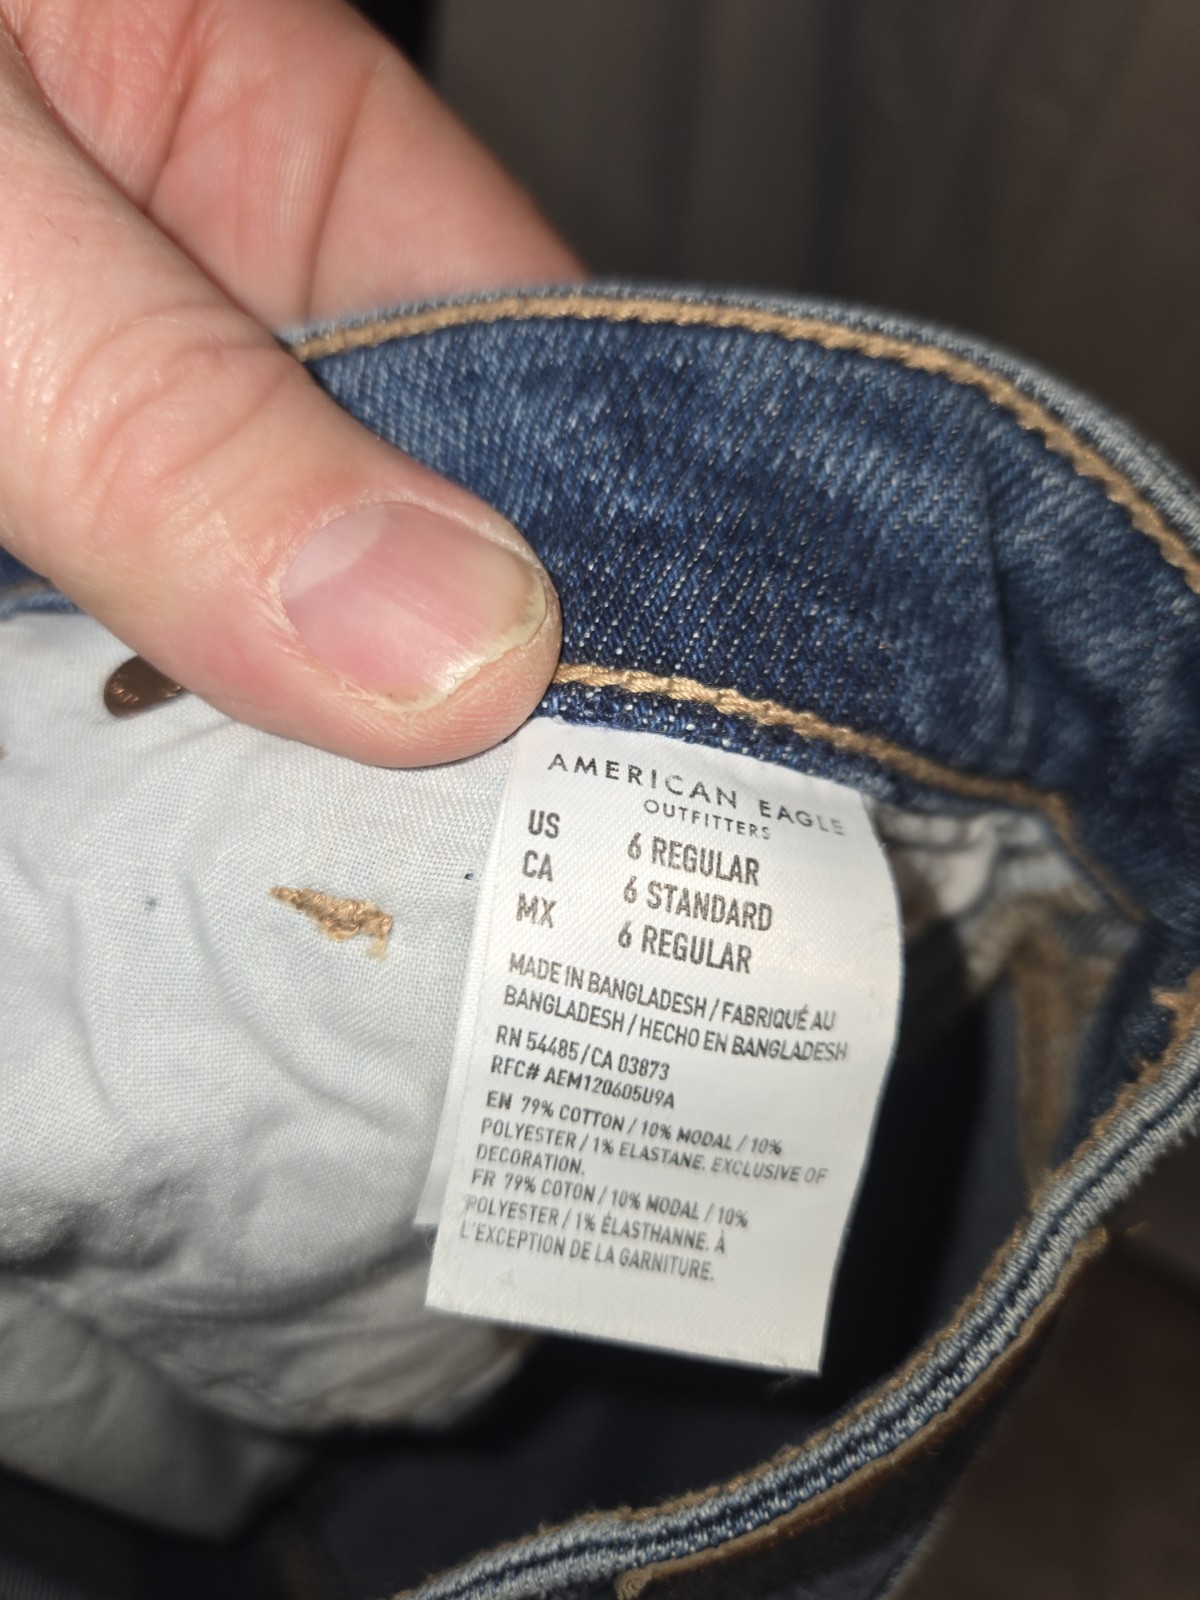 AMERICAN EAGLE
OUTFITTERS
US 6 REGULAR
CA 6 STANDARD
MX 6 REGULAR
MADE IN BANGLADESH / FABRIQUÉ AU
BANGLADESH / HECHO EN BANGLADESH
RN 54485 / CA 03873
RFC# AEM120605U9A
EN 79% COTTON / 10% MODAL / 10%
POLYESTER / 1% ELASTANE. EXCLUSIVE OF
DECORATION.
FR 79% COTON / 10% MODAL / 10%
POLYESTER / 1% ÉLASTHANNE. À
L'EXCEPTION DE LA GARNITURE.